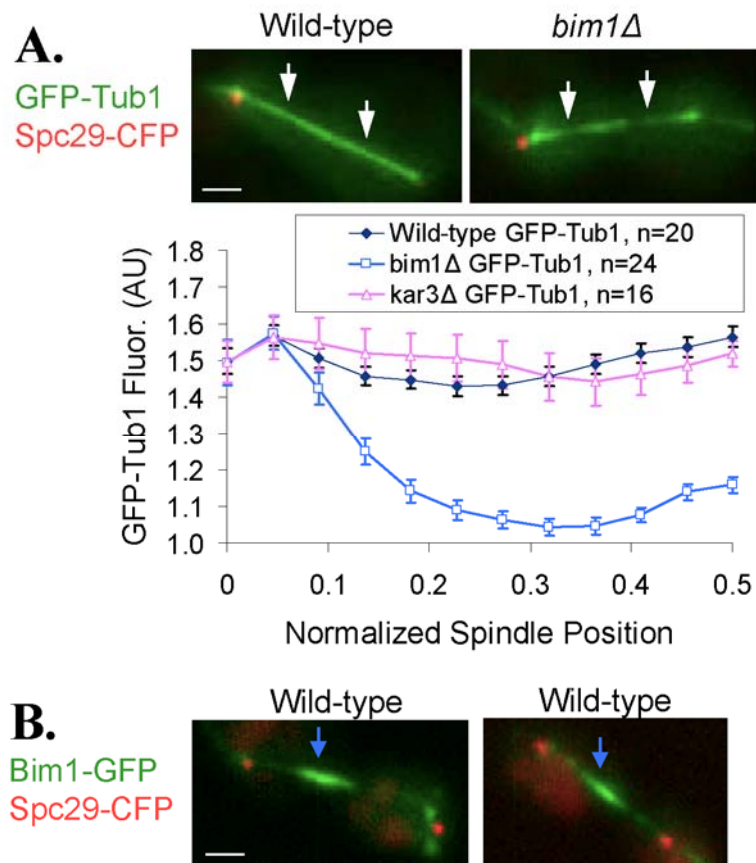 A.
Wild-type
bim1Δ
GFP-Tub1
Spc29-CFP
Wild-type GFP-Tub1, n=20
bim1Δ GFP-Tub1, n=24
kar3Δ GFP-Tub1, n=16
GFP-Tub1 Fluor. (AU)
1.8
1.7
1.6
1.5
1.4
1.3
1.2
1.1
1.0
0 0.1 0.2 0.3 0.4 0.5
Normalized Spindle Position
B.
Wild-type
Wild-type
Bim1-GFP
Spc29-CFP